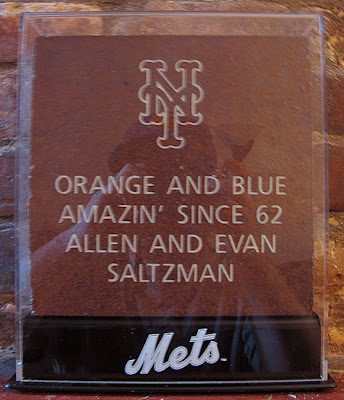 NY
ORANGE AND BLUE
AMAZIN' SINCE 62
ALLEN AND EVAN
SALTZMAN
Mets